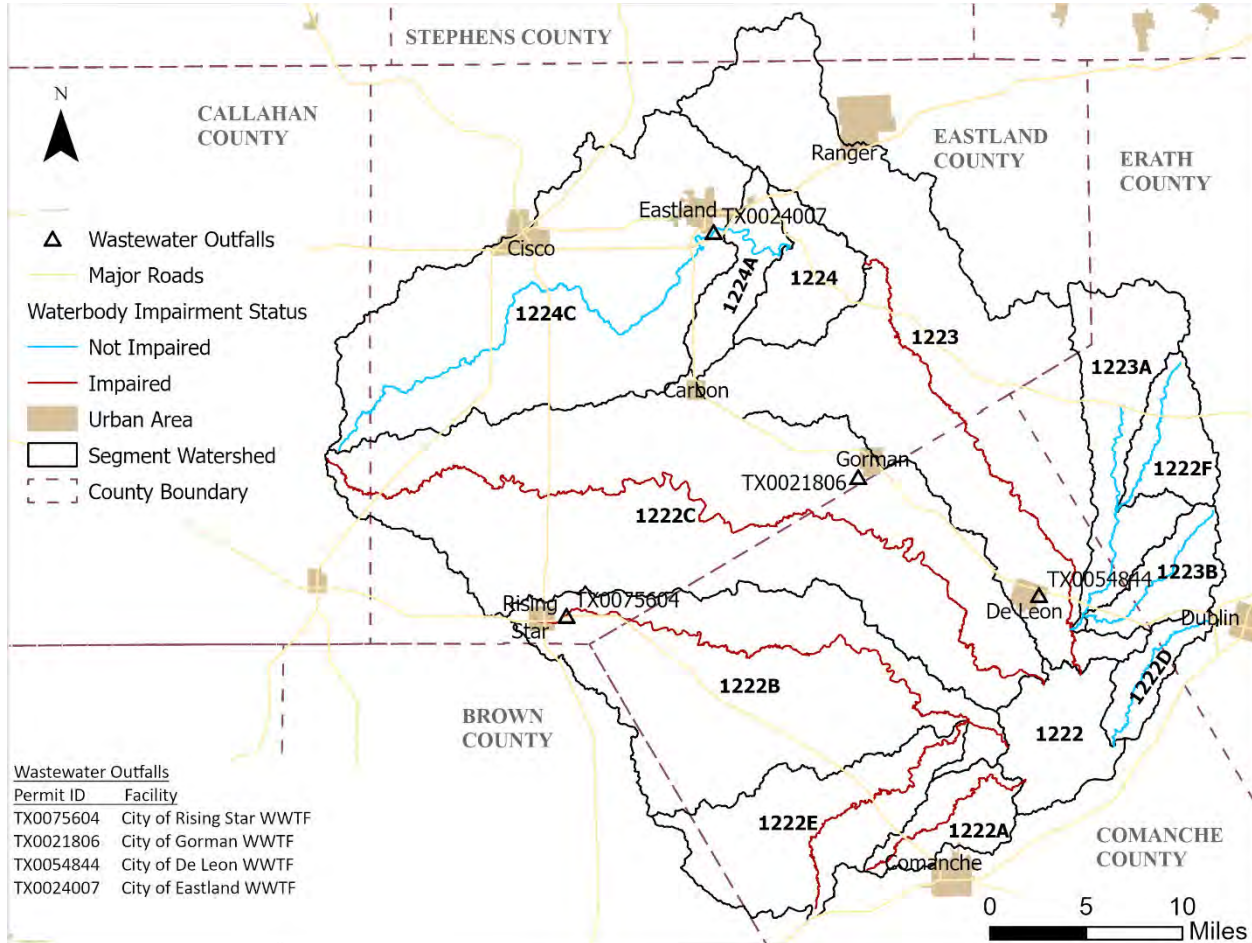 STEPHENS COUNTY
N
CALLAHAN
COUNTY
EASTLAND
COUNTY
ERATH
COUNTY
Ranger
Eastland
TX0024007
Cisco
Wastewater Outfalls
Major Roads
Waterbody Impairment Status
Not Impaired
Impaired
Urban Area
Segment Watershed
County Boundary
1224C
1224A
1224
1223
1223A
Carbon
Gorman
TX0021806
1222F
1222C
1223B
TX0054844
De Leon
Dublin
Rising
Star
TX0075604
1222D
1222B
1222
BROWN
COUNTY
1222E
1222A
Comanche
COMANCHE
COUNTY
Wastewater Outfalls
Permit ID Facility
TX0075604 City of Rising Star WWTF
TX0021806 City of Gorman WWTF
TX0054844 City of De Leon WWTF
TX0024007 City of Eastland WWTF
0 5 10
Miles